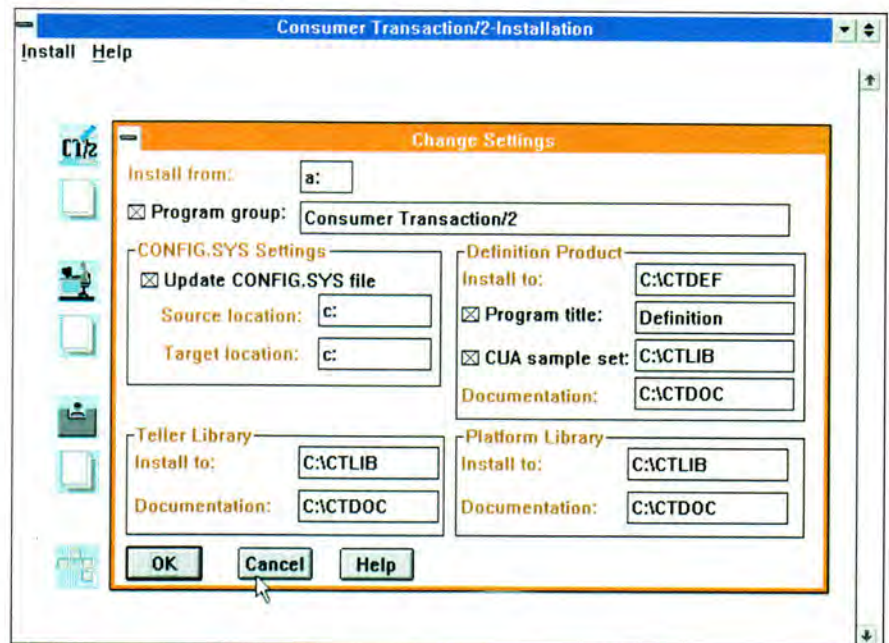 Consumer Transaction/2-Installation
Install Help
CT/2
Change Settings
Install from: a:
Program group: Consumer Transaction/2
CONFIG.SYS Settings
Update CONFIG.SYS file
Source location: c:
Target location: c:
Definition Product
Install to: C:\CTDEF
Program title: Definition
CUA sample set: C:\CTLIB
Documentation: C:\CTDOC
Teller Library
Install to: C:\CTLIB
Documentation: C:\CTDOC
Platform Library
Install to: C:\CTLIB
Documentation: C:\CTDOC
OK Cancel Help